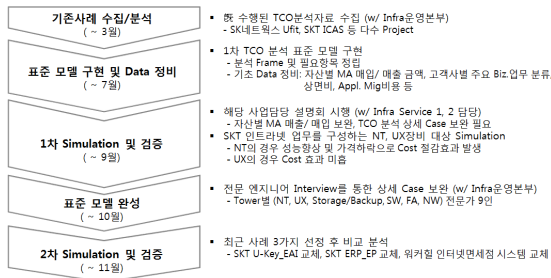 기존사례 수집/분석
( ~ 3월)
▪ 旣 수행된 TCO분석자료 수집 (w/ Infra운영본부)
- SK네트웍스 Ufit, SKT ICAS 등 다수 Project
표준 모델 구현 및 Data 정비
( ~ 7월)
▪ 1차 TCO 분석 표준 모델 구현
- 분석 Frame 및 필요항목 정립
- 기초 Data 정비: 자산별 MA 매입/ 매출 금액, 고객사별 주요 Biz.업무 분류,
상면비, Appl. Mig비용 등
1차 Simulation 및 검증
( ~ 9월)
▪ 해당 사업담당 설명회 시행 (w/ Infra Service 1, 2 담당)
- 자산별 MA 매출/ 매입 보완, TCO 분석 상세 Case 보완 필요
▪ SKT 인트라넷 업무를 구성하는 NT, UX장비 대상 Simulation
- NT의 경우 성능향상 및 가격하락으로 Cost 절감효과 발생
- UX의 경우 Cost 효과 미흡
표준 모델 완성
( ~ 10월)
▪ 전문 엔지니어 Interview를 통한 상세 Case 보완 (w/ Infra운영본부)
- Tower별 (NT, UX, Storage/Backup, SW, FA, NW) 전문가 9인
2차 Simulation 및 검증
( ~ 11월)
▪ 최근 사례 3가지 선정 후 비교 분석
- SKT U-Key_EAI 교체, SKT ERP_EP 교체, 워커힐 인터넷면세점 시스템 교체